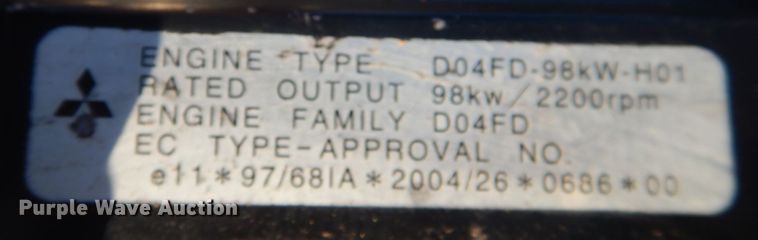 ENGINE TYPE D04FD-98kW-H01
RATED OUTPUT 98kw/2200rpm
ENGINE FAMILY D04FD
EC TYPE-APPROVAL NO.
e11*97/68IA*2004/26*0686*00
Purple Wave Auction